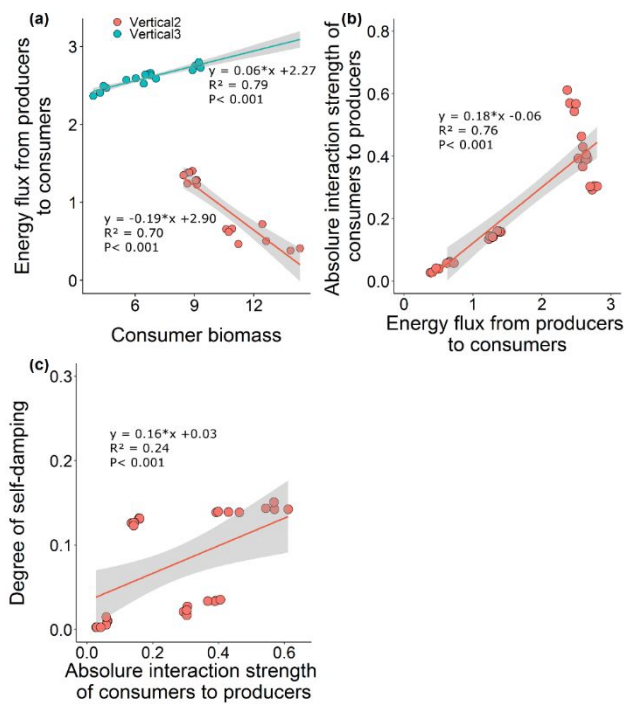 (a)
Vertical2
Vertical3
Energy flux from producers
to consumers
3
2
1
0
y = 0.06*x +2.27
R² = 0.79
P< 0.001
y = -0.19*x +2.90
R² = 0.70
P< 0.001
6
9
12
Consumer biomass
(b)
Absolute interaction strength of
consumers to producers
0.8
0.6
0.4
0.2
0.0
y = 0.18*x -0.06
R² = 0.76
P< 0.001
0
1
2
3
Energy flux from producers
to consumers
(c)
Degree of self-damping
0.3
0.2
0.1
0.0
y = 0.16*x +0.03
R² = 0.24
P< 0.001
0.0
0.2
0.4
0.6
Absolute interaction strength
of consumers to producers